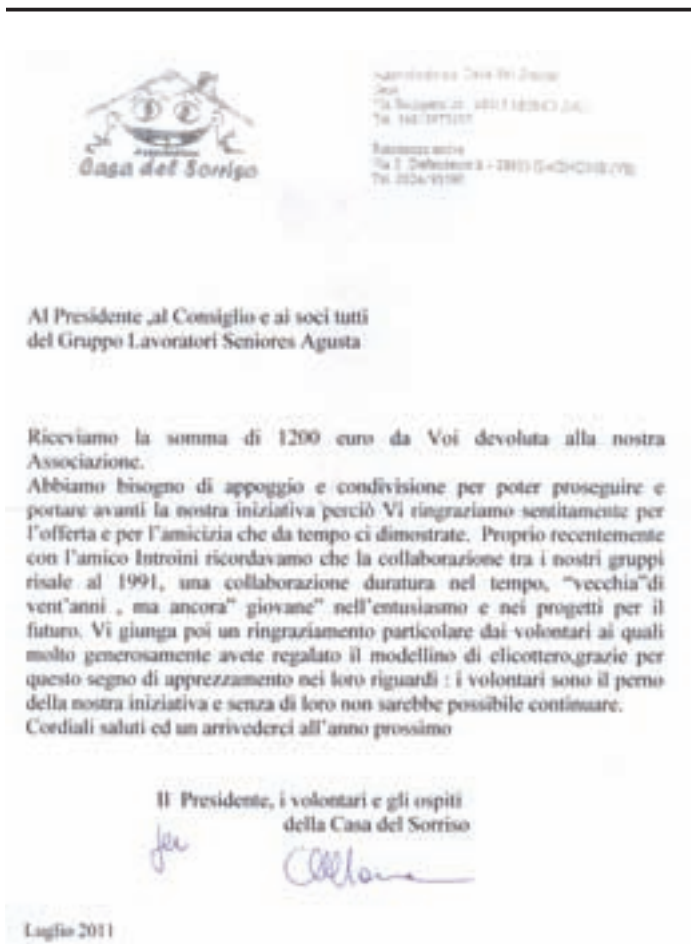 Casa del Sorriso
Al Presidente ,al Consiglio e ai soci tutti
del Gruppo Lavoratori Seniores Agusta
Riceviamo la somma di 1200 euro da Voi devoluta alla nostra
Associazione.
Abbiamo bisogno di appoggio e condivisione per poter proseguire e
portare avanti la nostra iniziativa perciò Vi ringraziamo sentitamente per
l'offerta e per l'amicizia che da tempo ci dimostrate. Proprio recentemente
con l'amico Introini ricordavamo che la collaborazione tra i nostri gruppi
risale al 1991, una collaborazione duratura nel tempo, "vecchia"di
vent'anni , ma ancora" giovane" nell'entusiasmo e nei progetti per il
futuro. Vi giunga poi un ringraziamento particolare dai volontari ai quali
molto generosamente avete regalato il modellino di elicottero,grazie per
questo segno di apprezzamento nei loro riguardi : i volontari sono il perno
della nostra iniziativa e senza di loro non sarebbe possibile continuare.
Cordiali saluti ed un arrivederci all'anno prossimo
Il Presidente, i volontari e gli ospiti
della Casa del Sorriso
Luglio 2011